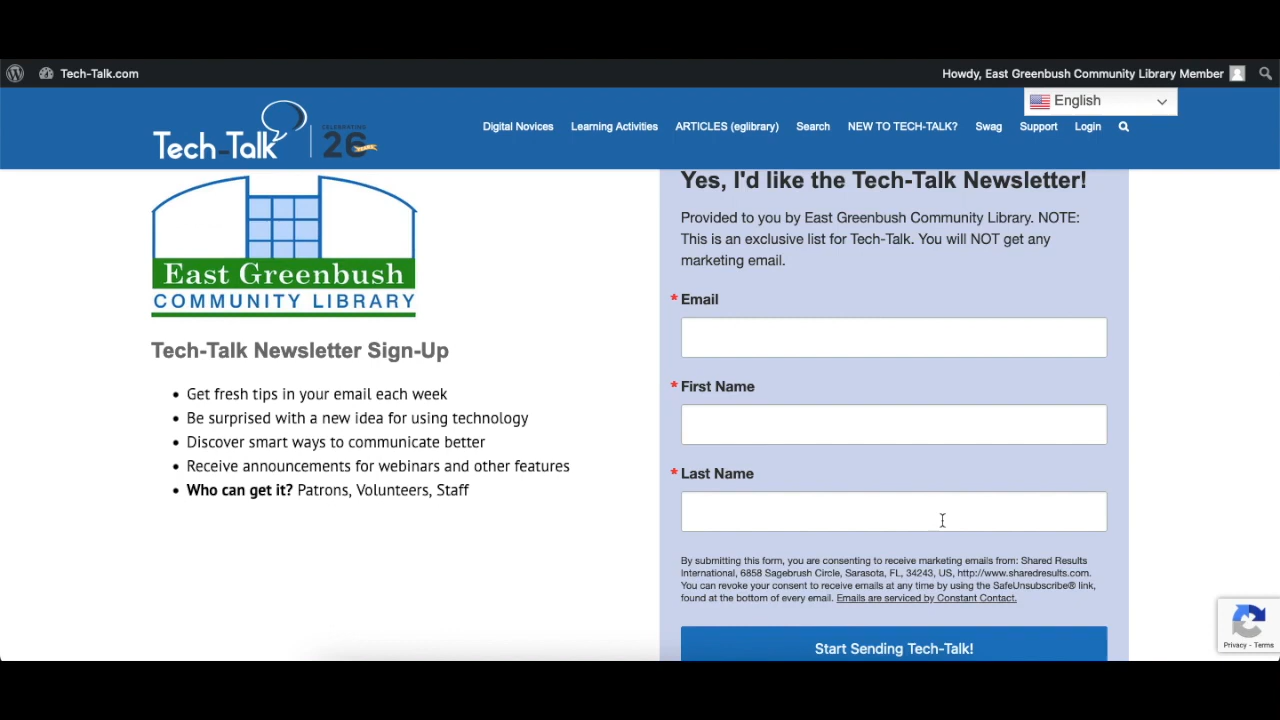 Tech-Talk.com
Howdy, East Greenbush Community Library Member
English
Tech-Talk
CELEBRATING
26
Digital Novices
Learning Activities
ARTICLES (eglibrary)
Search
NEW TO TECH-TALK?
Swag
Support
Login
East Greenbush
COMMUNITY LIBRARY
Tech-Talk Newsletter Sign-Up
Get fresh tips in your email each week
Be surprised with a new idea for using technology
Discover smart ways to communicate better
Receive announcements for webinars and other features
Who can get it? Patrons, Volunteers, Staff
Yes, I'd like the Tech-Talk Newsletter!
Provided to you by East Greenbush Community Library. NOTE:
This is an exclusive list for Tech-Talk. You will NOT get any
marketing email.
* Email
* First Name
* Last Name
By submitting this form, you are consenting to receive marketing emails from: Shared Results
International, 6858 Sagebrush Circle, Sarasota, FL, 34243, US, http://www.sharedresults.com.
You can revoke your consent to receive emails at any time by using the SafeUnsubscribe® link,
found at the bottom of every email. Emails are serviced by Constant Contact.
Start Sending Tech-Talk!
Privacy - Terms